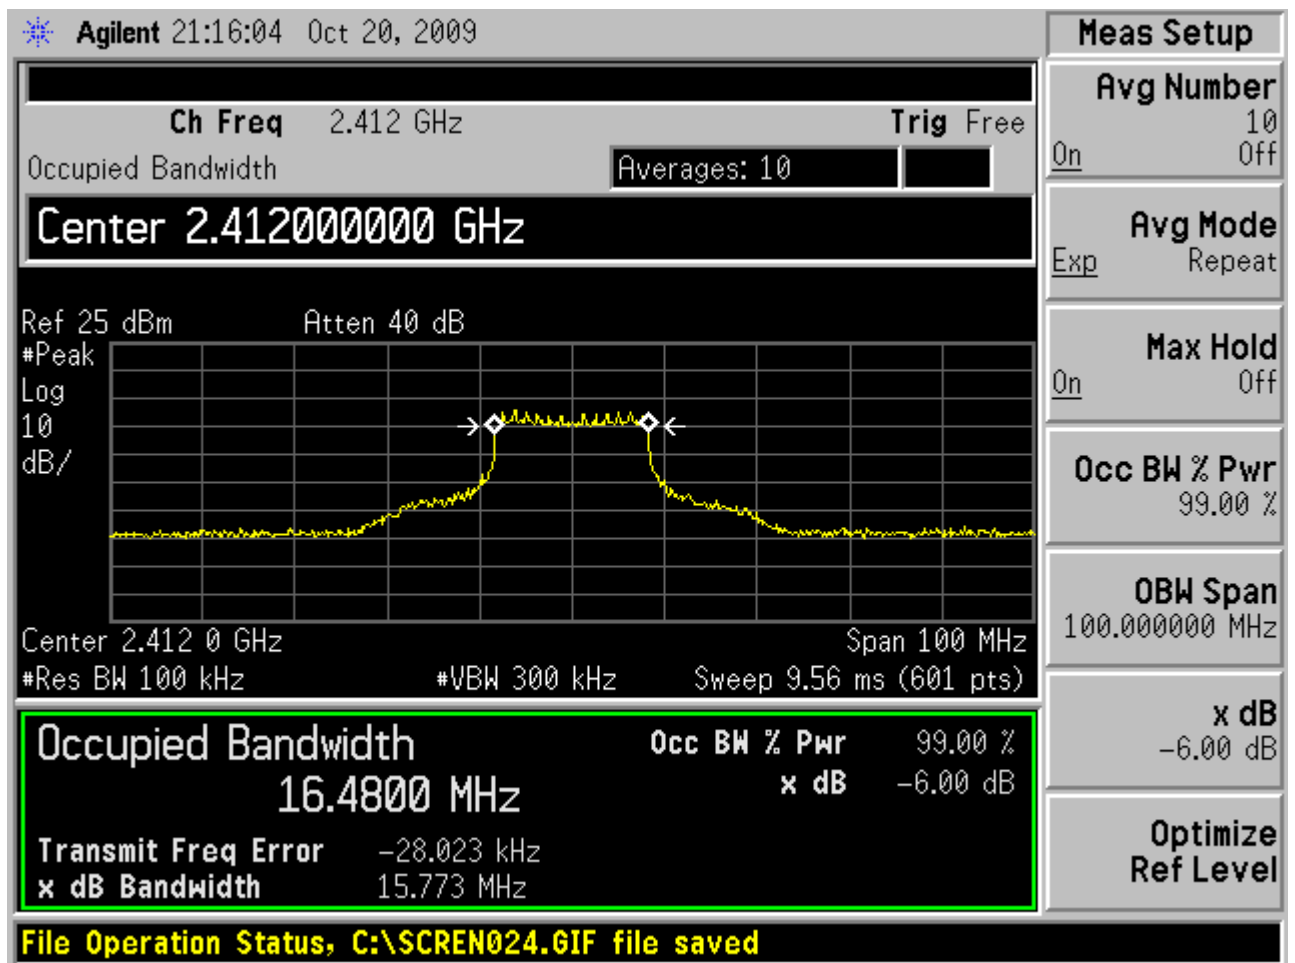 Agilent 21:16:04 Oct 20, 2009
Ch Freq 2.412 GHz Trig Free
Occupied Bandwidth Averages: 10
Center 2.412000000 GHz
Ref 25 dBm Atten 40 dB
#Peak
Log
10
dB/
Center 2.412 0 GHz Span 100 MHz
#Res BW 100 kHz #VBW 300 kHz Sweep 9.56 ms (601 pts)
Occupied Bandwidth Occ BW % Pwr 99.00 %
16.4800 MHz x dB -6.00 dB
Transmit Freq Error -28.023 kHz
x dB Bandwidth 15.773 MHz
File Operation Status, C:\SCREN024.GIF file saved
Meas Setup
Avg Number
10
On Off
Avg Mode
Exp Repeat
Max Hold
On Off
Occ BW % Pwr
99.00 %
OBW Span
100.000000 MHz
x dB
-6.00 dB
Optimize
Ref Level